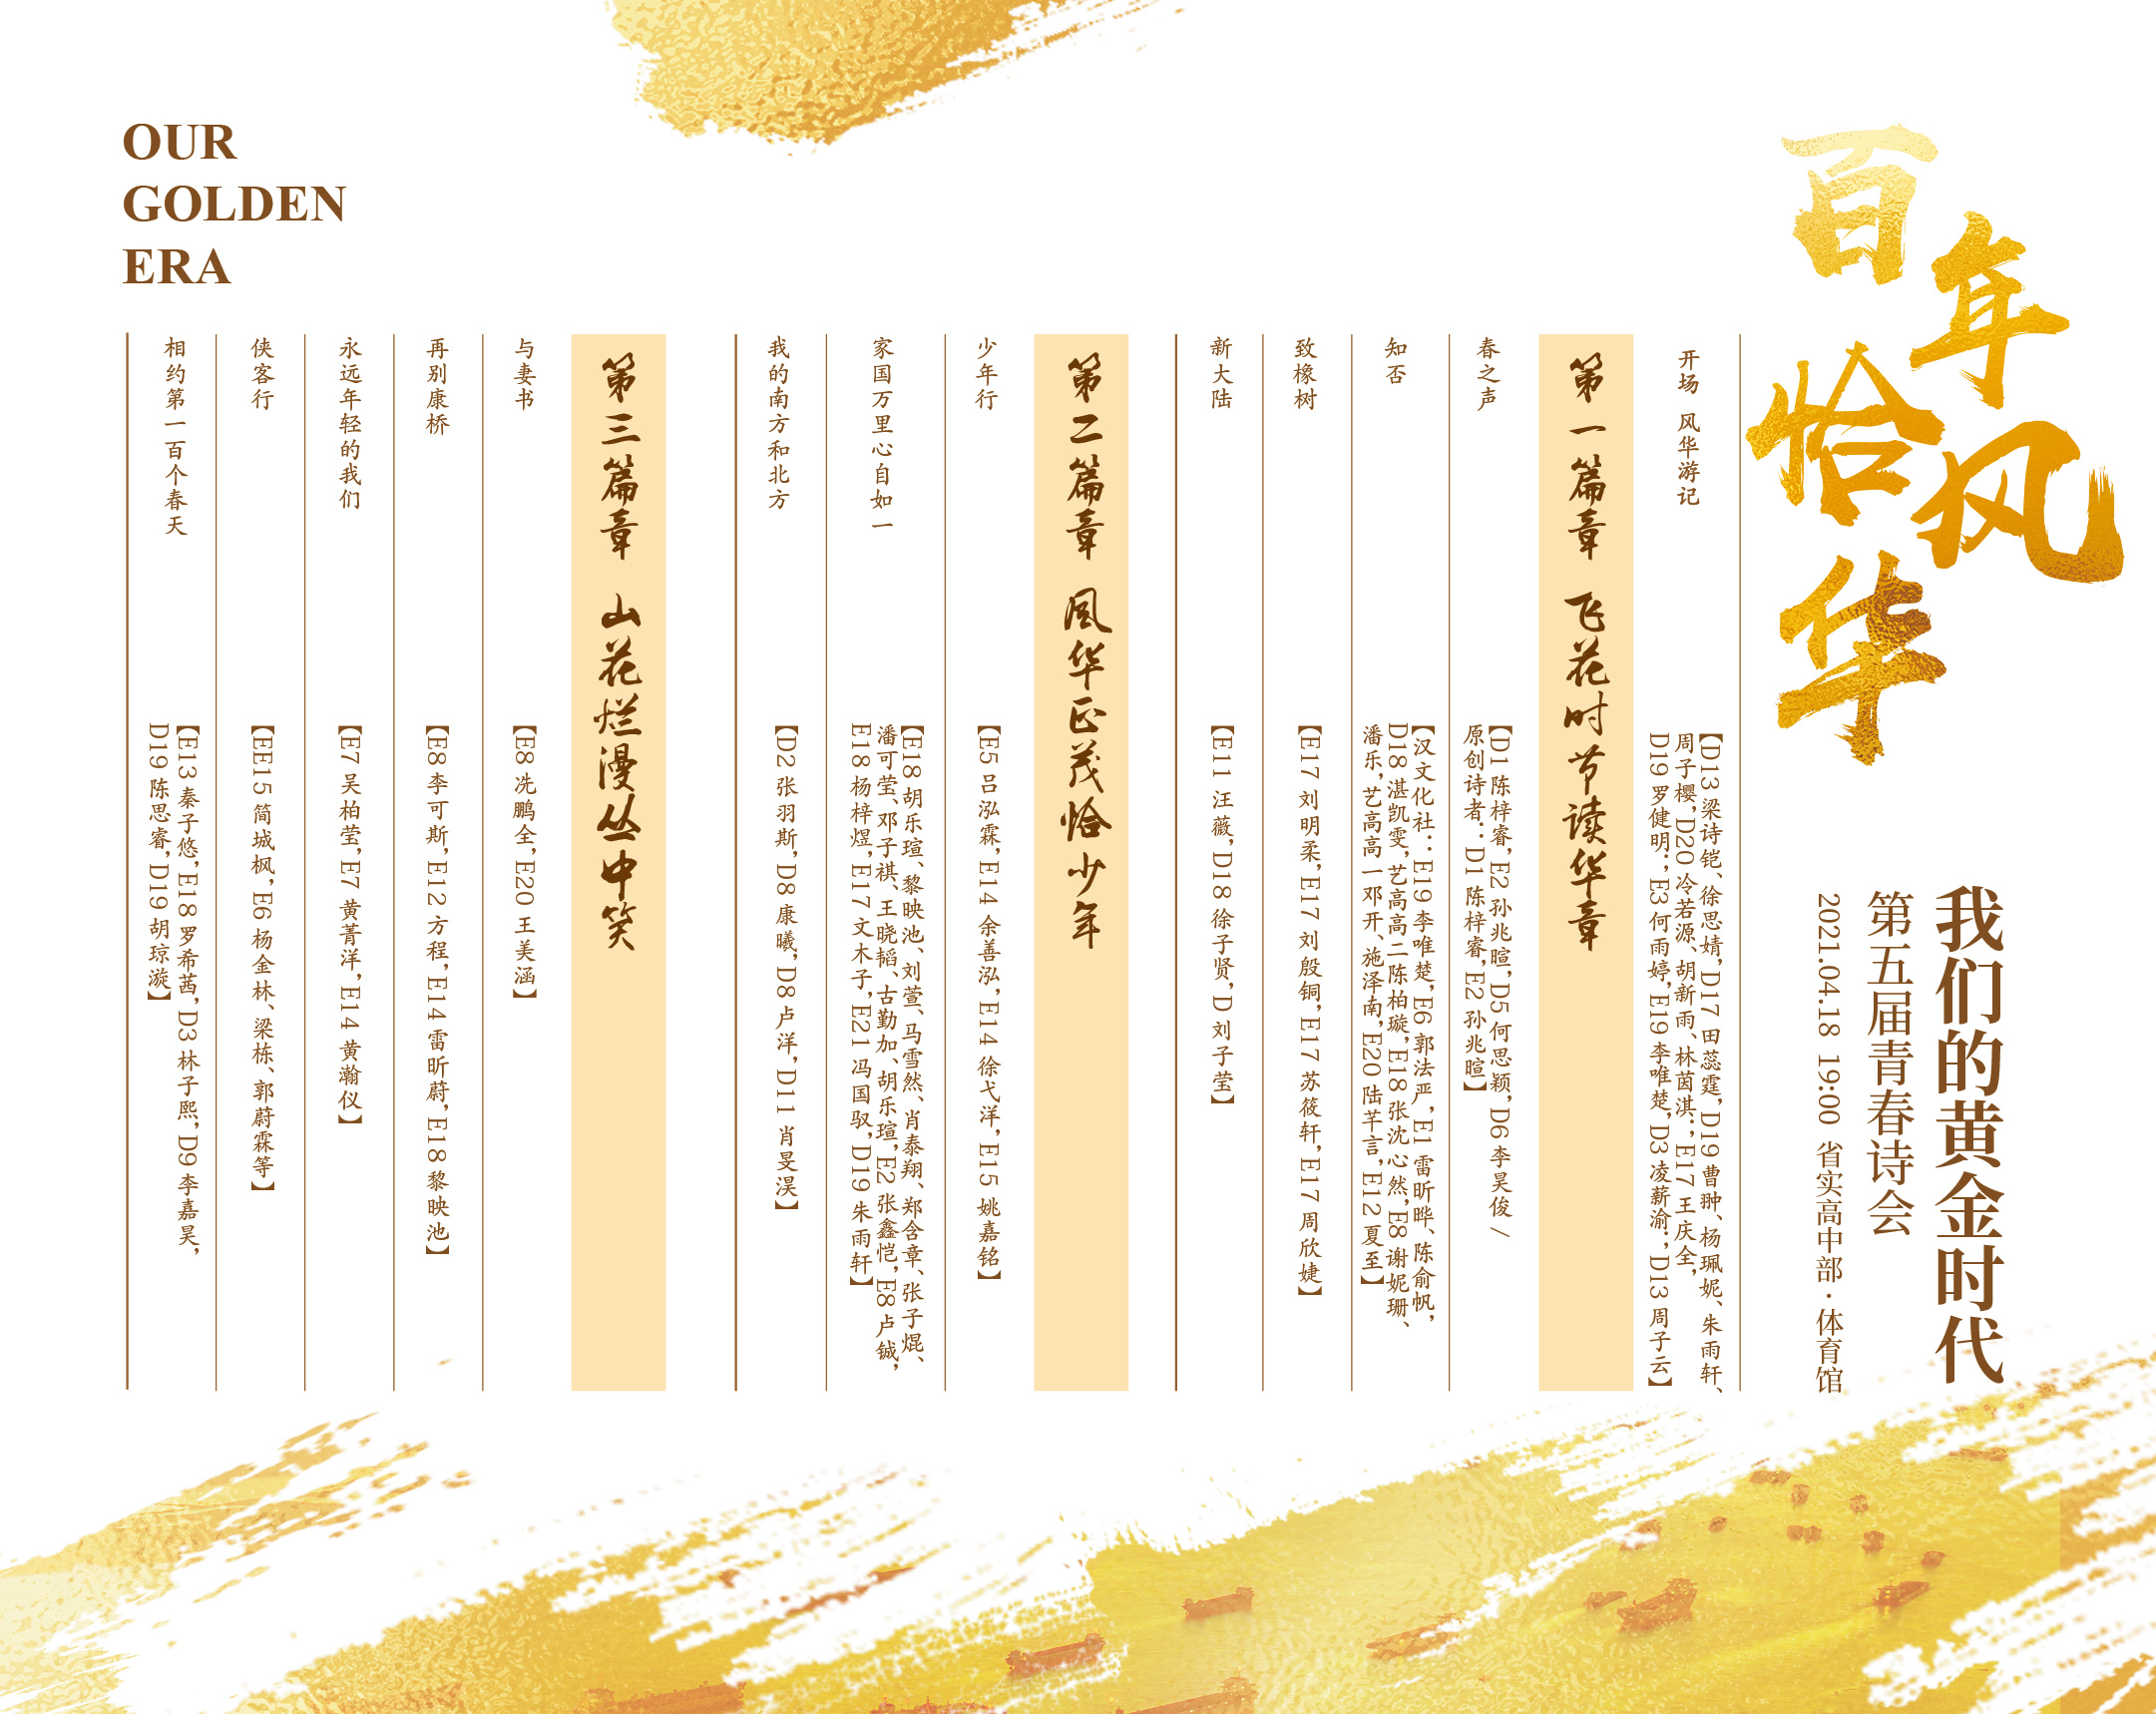 百年恰风华
我们的黄金时代
第五届青春诗会
2021.04.18 19:00 省实高中部·体育馆
开场 风华游记
【D13 梁诗铠、徐思婧, D17 田蕊霆, D19 曹翀、杨珮妮、朱雨轩、
周子樱, D20 冷若源、胡新雨、林茵淇；E17 王庆全,
D19 罗健明；E3 何雨婷, E19 李唯楚, D3 凌薪渝；D13 周子云】
第一篇章 飞花时节读华章
春之声
【D1 陈梓睿, E2 孙兆暄, D5 何思颖, D6 李昊俊 /
原创诗者：D1 陈梓睿, E2 孙兆暄】
知否
【汉文化社：E19 李唯楚, E6 郭法严, E1 雷昕晔、陈俞帆,
D18 湛凯雯, 艺高高二陈柏璇, E18 张沈心然, E8 谢妮珊、
潘乐, 艺高高一邓开、施泽南, E20 陆芊言, E12 夏至】
致橡树
【E17 刘明柔, E17 刘殷铜, E17 苏筱轩, E17 周欣婕】
新大陆
【E11 汪薇, D18 徐子贤, D 刘子莹】
第二篇章 风华正茂恰少年
少年行
【E5 吕泓霖, E14 余善泓, E14 徐弋洋, E15 姚嘉铭】
家国万里心自如一
【E18 胡乐瑄、黎映池、刘萱、马雪然、肖泰翔、郑含章、张子焜、
潘可莹、邓子祺、王晓韬、古勤加、胡乐瑄, E2 张鑫恺, E8 卢铖,
E18 杨梓煜, E17 文木子, E21 冯国驭, D19 朱雨轩】
我的南方和北方
【D2 张羽斯, D8 康曦, D8 卢洋, D11 肖旻淏】
第三篇章 山花烂漫丛中笑
与妻书
【E8 冼鹏全, E20 王美涵】
再别康桥
【E8 李可斯, E12 方程, E14 雷昕蔚, E18 黎映池】
永远年轻的我们
【E7 吴柏莹, E7 黄菁洋, E14 黄瀚仪】
侠客行
【EE15 简城枫, E6 杨金林、梁栋、郭蔚霖等】
相约第一百个春天
【E13 秦子悠, E18 罗希茜, D3 林子熙, D9 李嘉昊,
D19 陈思睿, D19 胡琼漩】
OUR
GOLDEN
ERA